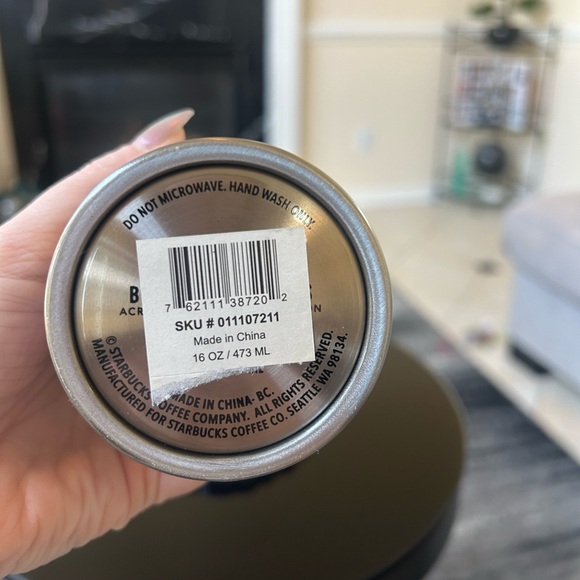 DO NOT MICROWAVE. HAND WASH ONLY.
7 62111 38720 2
SKU # 011107211
Made in China
16 OZ / 473 ML
MADE IN CHINA- BC.
© STARBUCKS COFFEE COMPANY. ALL RIGHTS RESERVED.
MANUFACTURED FOR STARBUCKS COFFEE CO. SEATTLE WA 98134.